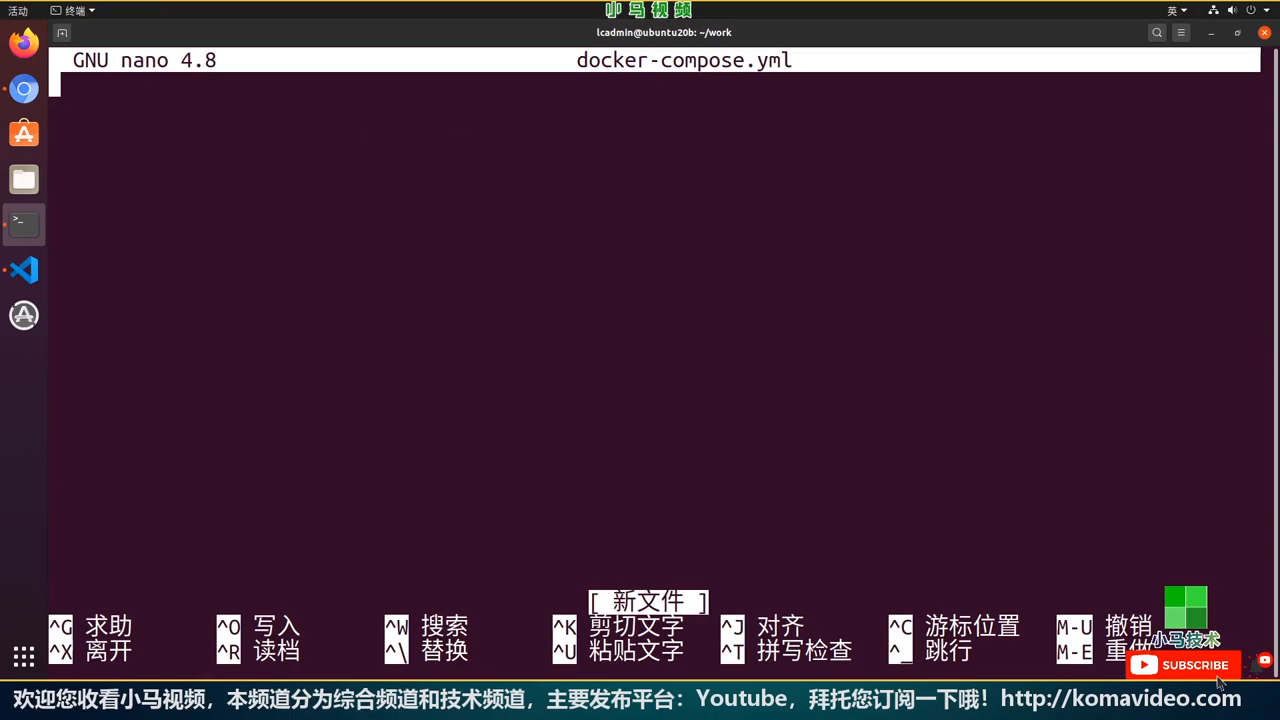 活动
终端
小马视频
英
lcadmin@ubuntu20b: ~/work
GNU nano 4.8 docker-compose.yml
[ 新文件 ]
^G 求助 ^O 写入 ^W 搜索 ^K 剪切文字 ^J 对齐 ^C 游标位置 M-U 撤销
^X 离开 ^R 读档 ^\ 替换 ^U 粘贴文字 ^T 拼写检查 ^_ 跳行 M-E 重做
小马技术
SUBSCRIBE
欢迎您收看小马视频，本频道分为综合频道和技术频道，主要发布平台：Youtube，拜托您订阅一下哦！http://komavideo.com